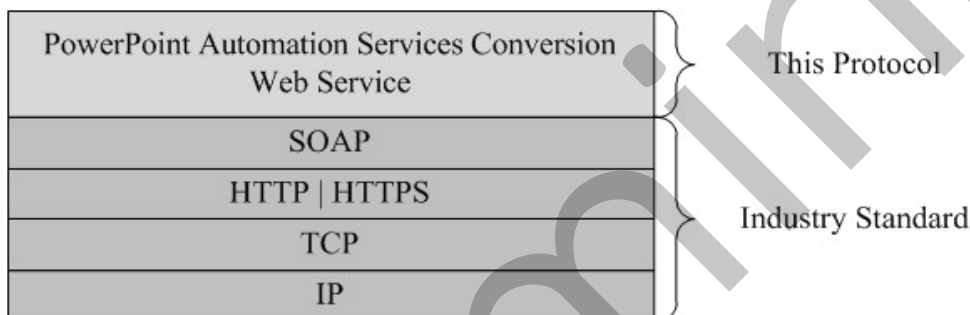 PowerPoint Automation Services Conversion
Web Service
This Protocol
SOAP
HTTP | HTTPS
TCP
IP
Industry Standard